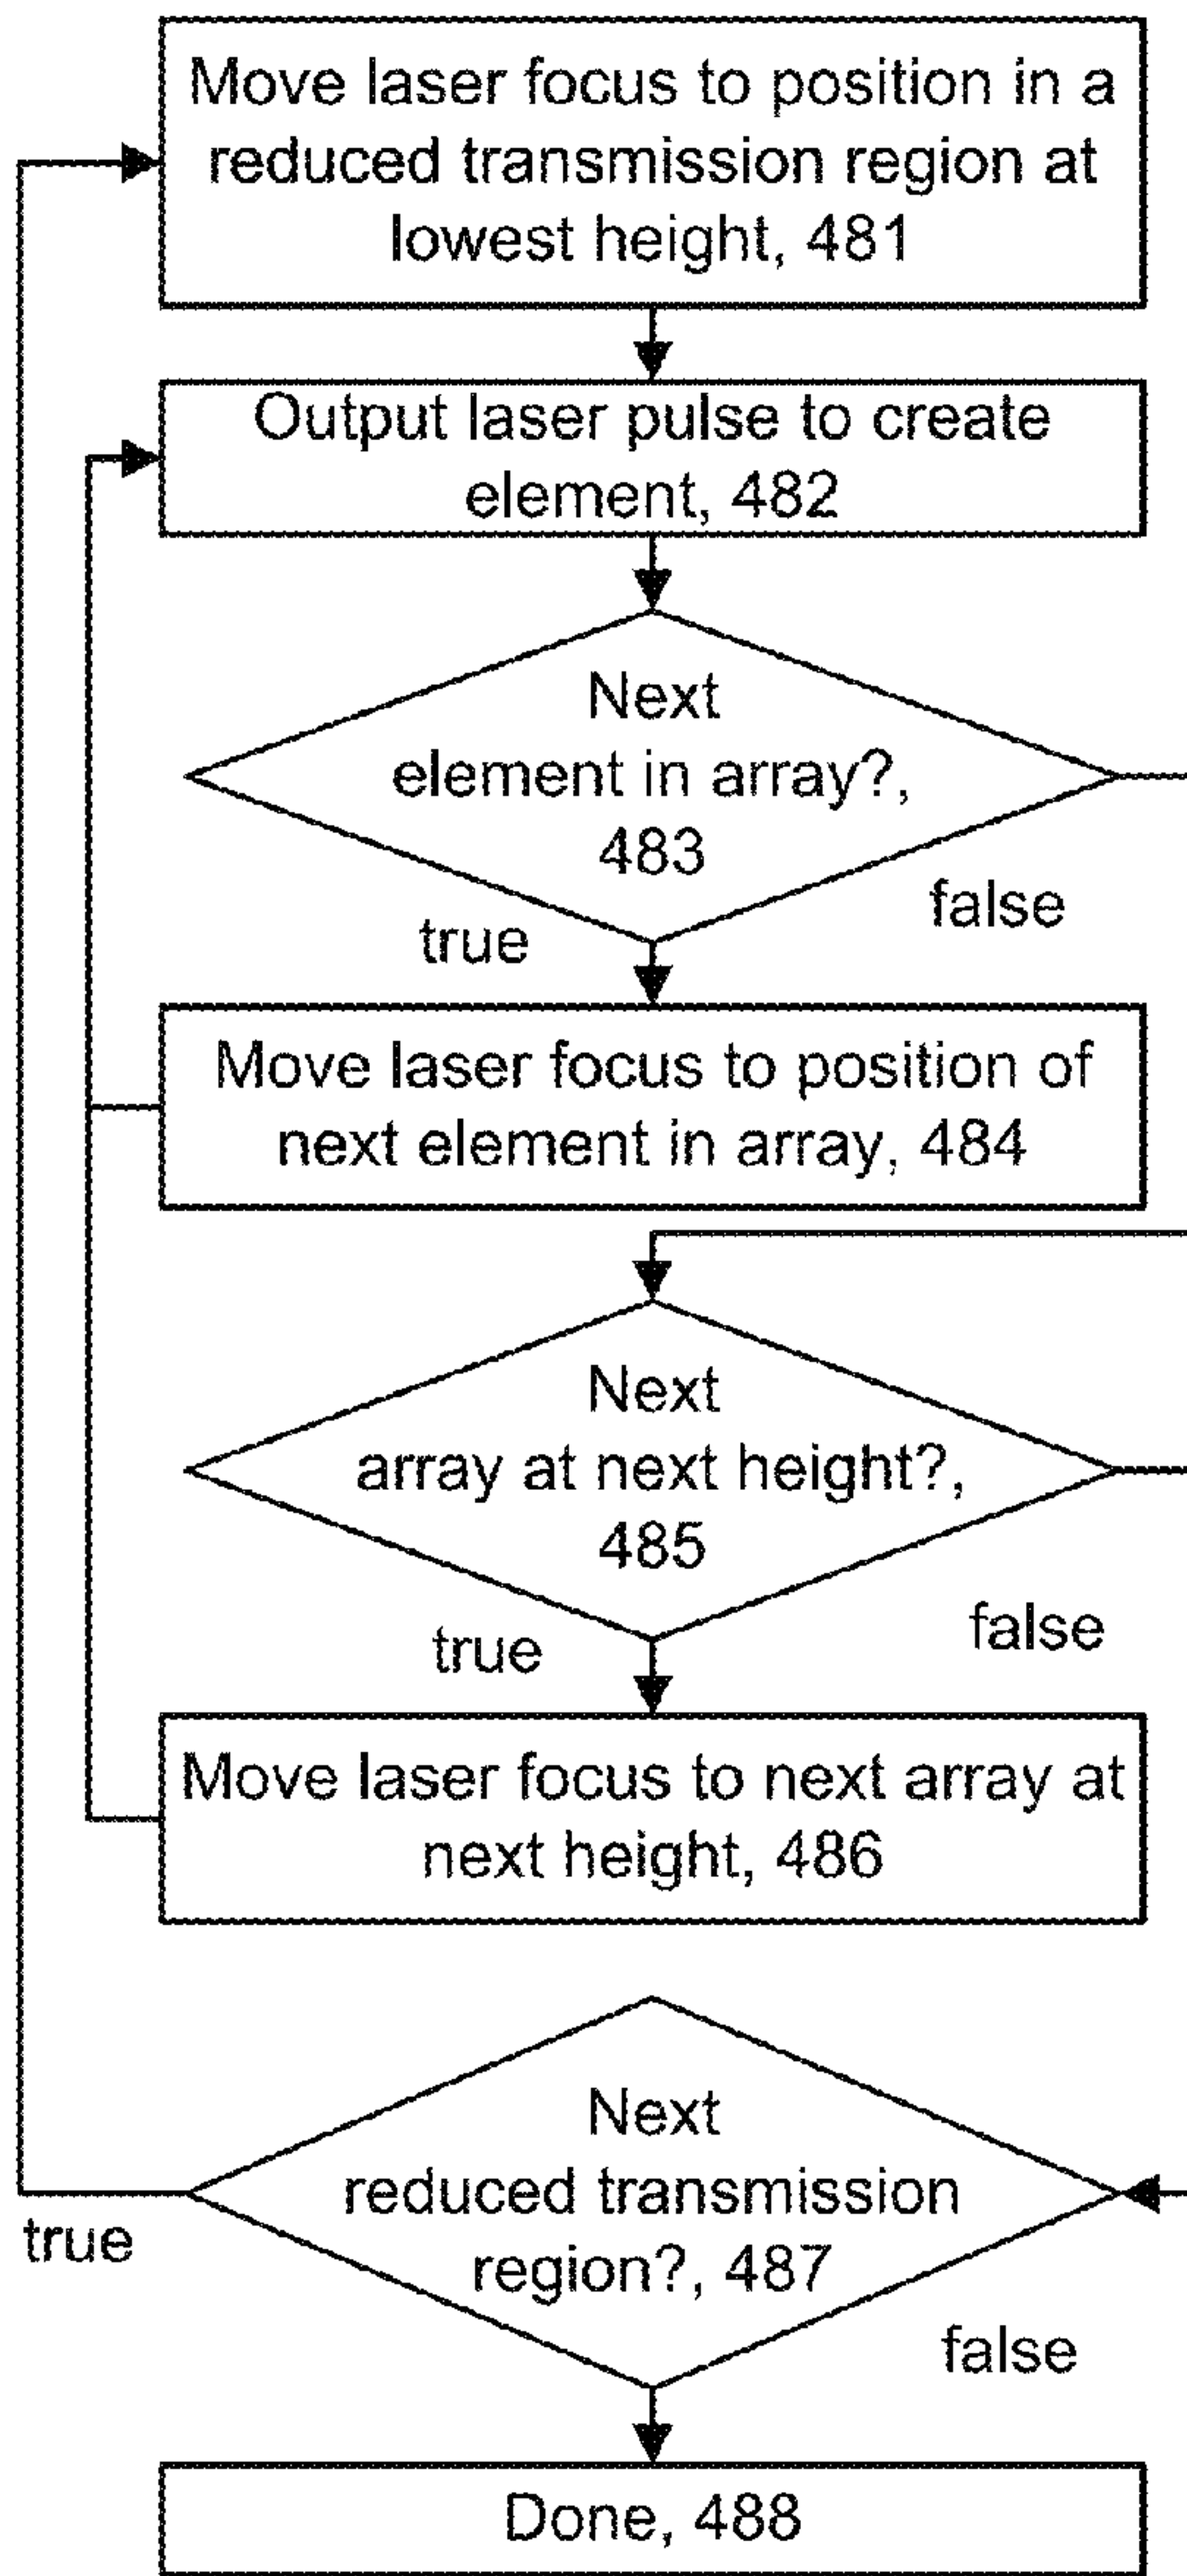 Move laser focus to position in a
reduced transmission region at
lowest height, 481
Output laser pulse to create
element, 482
Next
element in array?,
483
false
true
Move laser focus to position of
next element in array, 484
Next
array at next height?,
485
false
true
Move laser focus to next array at
next height, 486
Next
reduced transmission
region?, 487
true
false
Done, 488